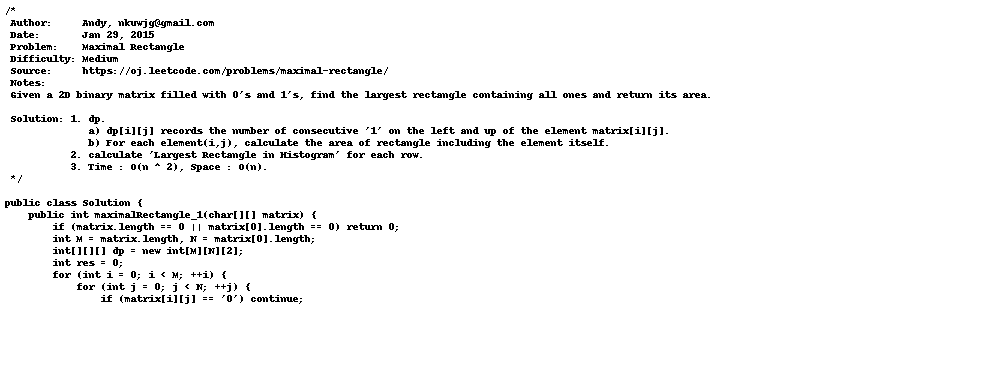 /*
 Author:     Andy, nkuwjg@gmail.com
 Date:       Jan 29, 2015
 Problem:    Maximal Rectangle
 Difficulty: Medium
 Source:     https://oj.leetcode.com/problems/maximal-rectangle/
 Notes:
 Given a 2D binary matrix filled with 0's and 1's, find the largest rectangle containing all ones and return its area.

 Solution: 1. dp.
              a) dp[i][j] records the number of consecutive '1' on the left and up of the element matrix[i][j].
              b) For each element(i,j), calculate the area of rectangle including the element itself.
           2. calculate 'Largest Rectangle in Histogram' for each row.
           3. Time : O(n ^ 2), Space : O(n).
 */

public class Solution {
    public int maximalRectangle_1(char[][] matrix) {
        if (matrix.length == 0 || matrix[0].length == 0) return 0;
        int M = matrix.length, N = matrix[0].length;
        int[][][] dp = new int[M][N][2];
        int res = 0;
        for (int i = 0; i < M; ++i) {
            for (int j = 0; j < N; ++j) {
                if (matrix[i][j] == '0') continue;